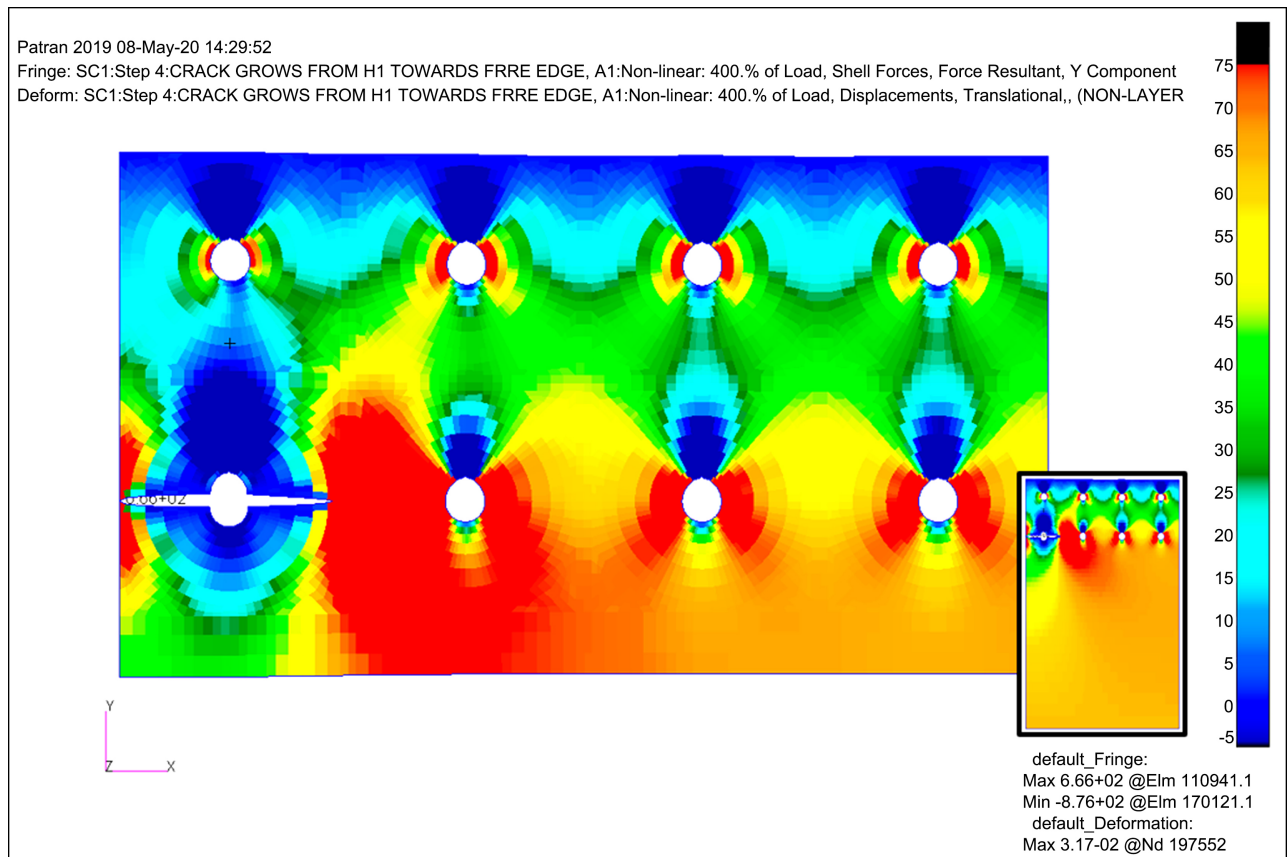 Patran 2019 08-May-20 14:29:52
Fringe: SC1:Step 4:CRACK GROWS FROM H1 TOWARDS FRRE EDGE, A1:Non-linear: 400.% of Load, Shell Forces, Force Resultant, Y Component
Deform: SC1:Step 4:CRACK GROWS FROM H1 TOWARDS FRRE EDGE, A1:Non-linear: 400.% of Load, Displacements, Translational,, (NON-LAYER
75
70
65
60
55
50
45
40
35
30
25
20
15
10
5
0
-5
Y
Z
X
default_Fringe:
Max 6.66+02 @Elm 110941.1
Min -8.76+02 @Elm 170121.1
default_Deformation:
Max 3.17-02 @Nd 197552